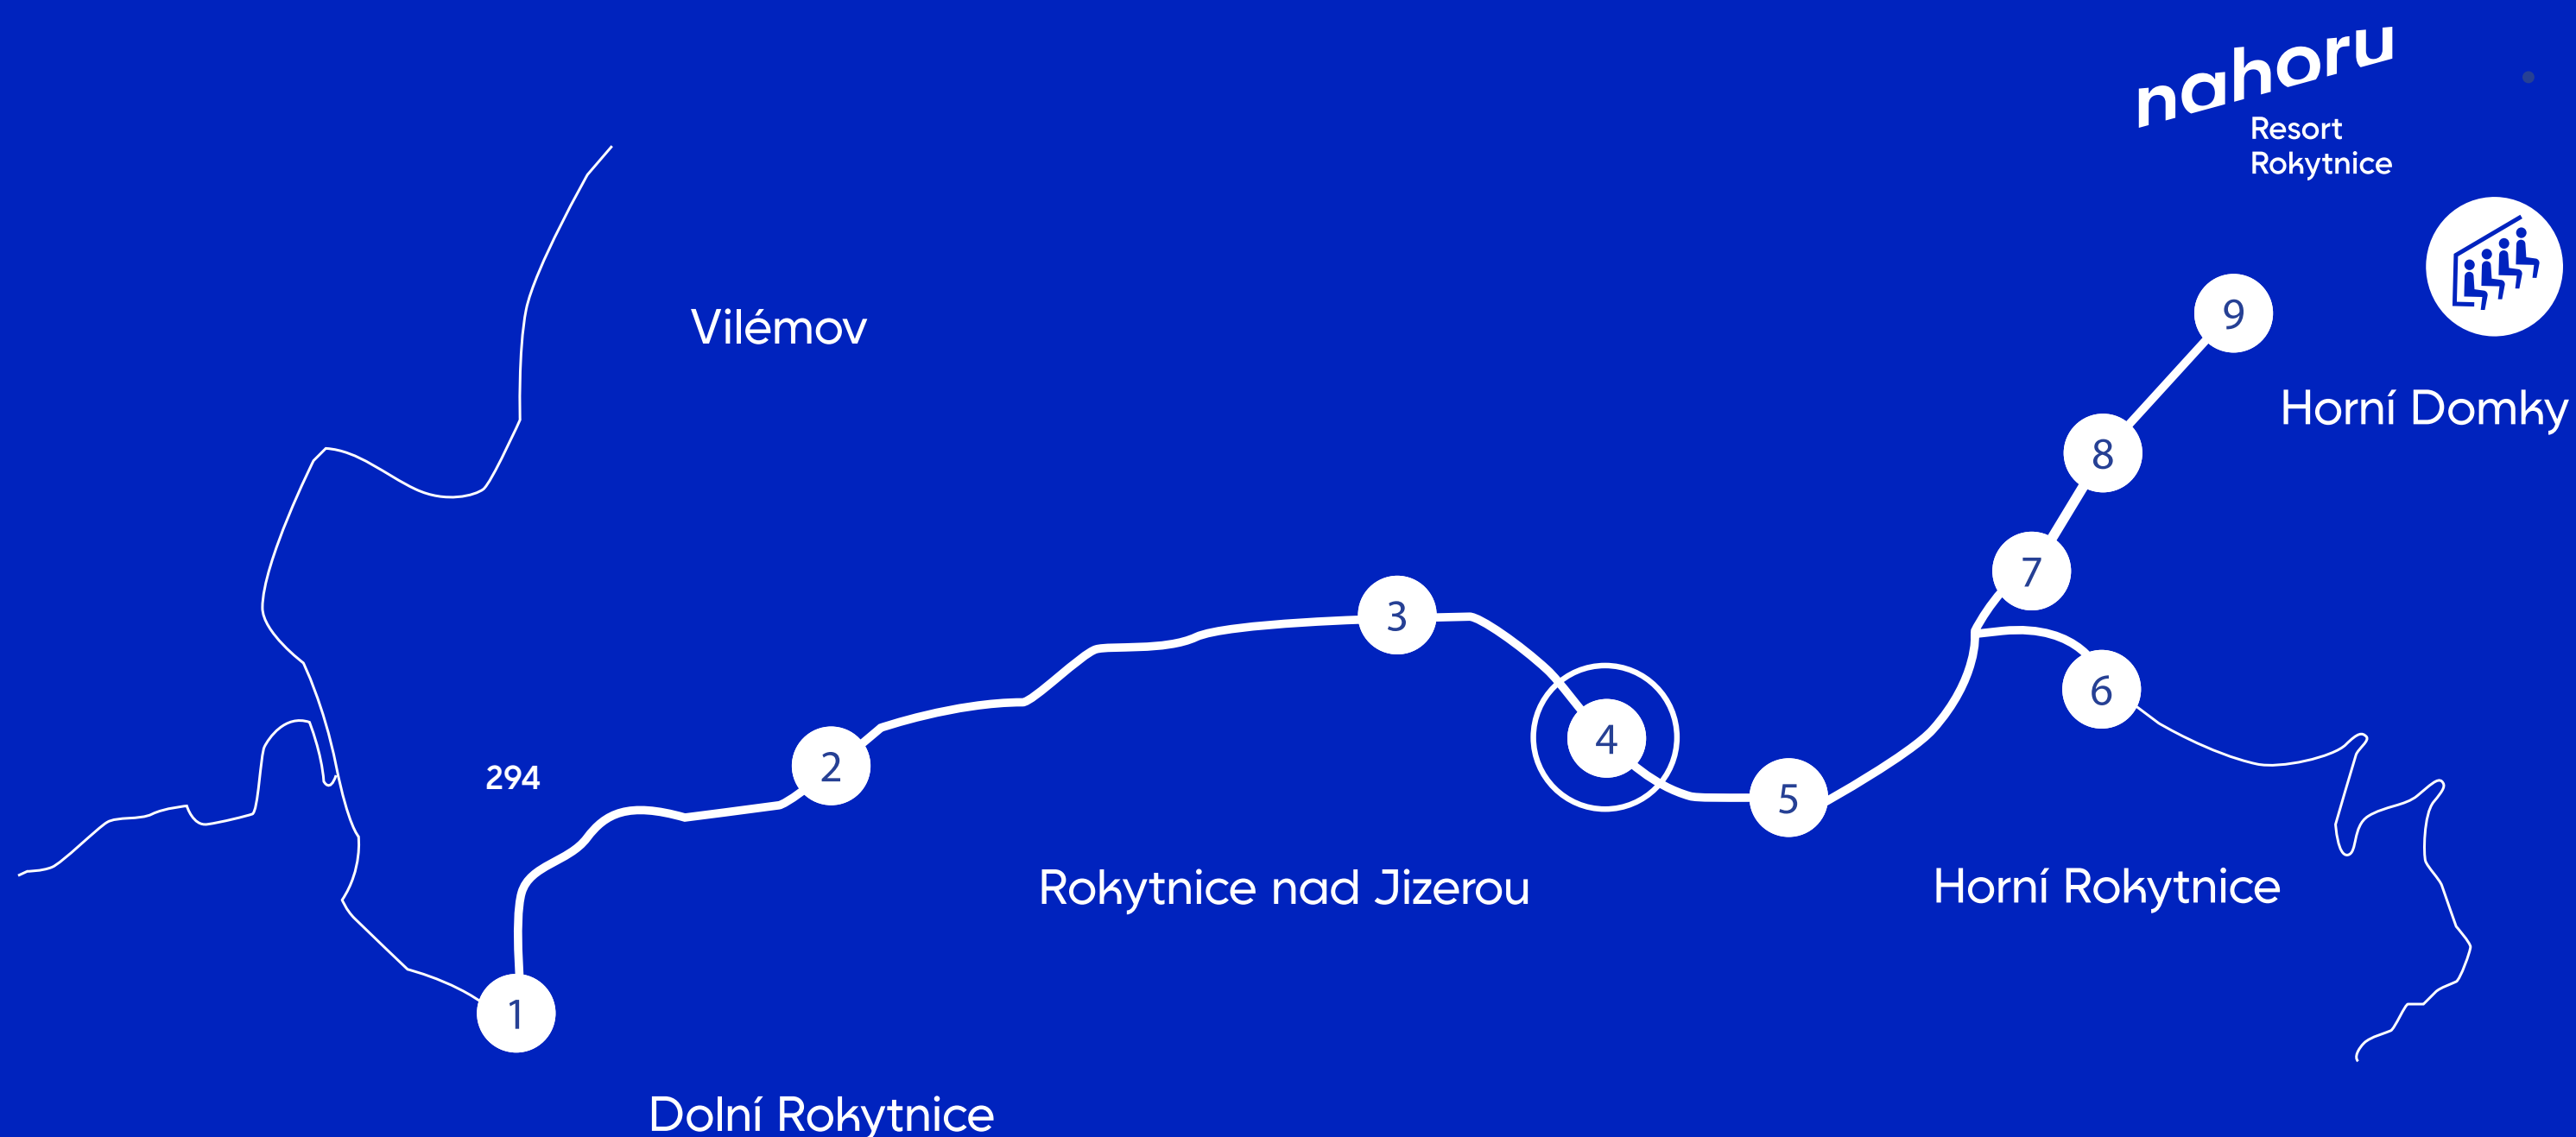 nahoru
Resort
Rokytnice
Vilémov
9
Horní Domky
8
7
3
6
4
294
2
5
Rokytnice nad Jizerou
Horní Rokytnice
1
Dolní Rokytnice